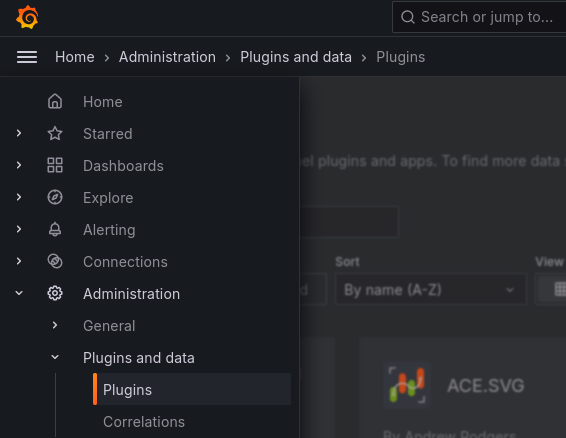 Search or jump to...
Home › Administration › Plugins and data › Plugins
Home
Starred
plugins and apps. To find more data
Dashboards
Explore
Alerting
Connections
Sort
View
By name (A-Z)
Administration
General
Plugins and data
Plugins
ACE.SVG
Correlations
By Andrew Rodgers